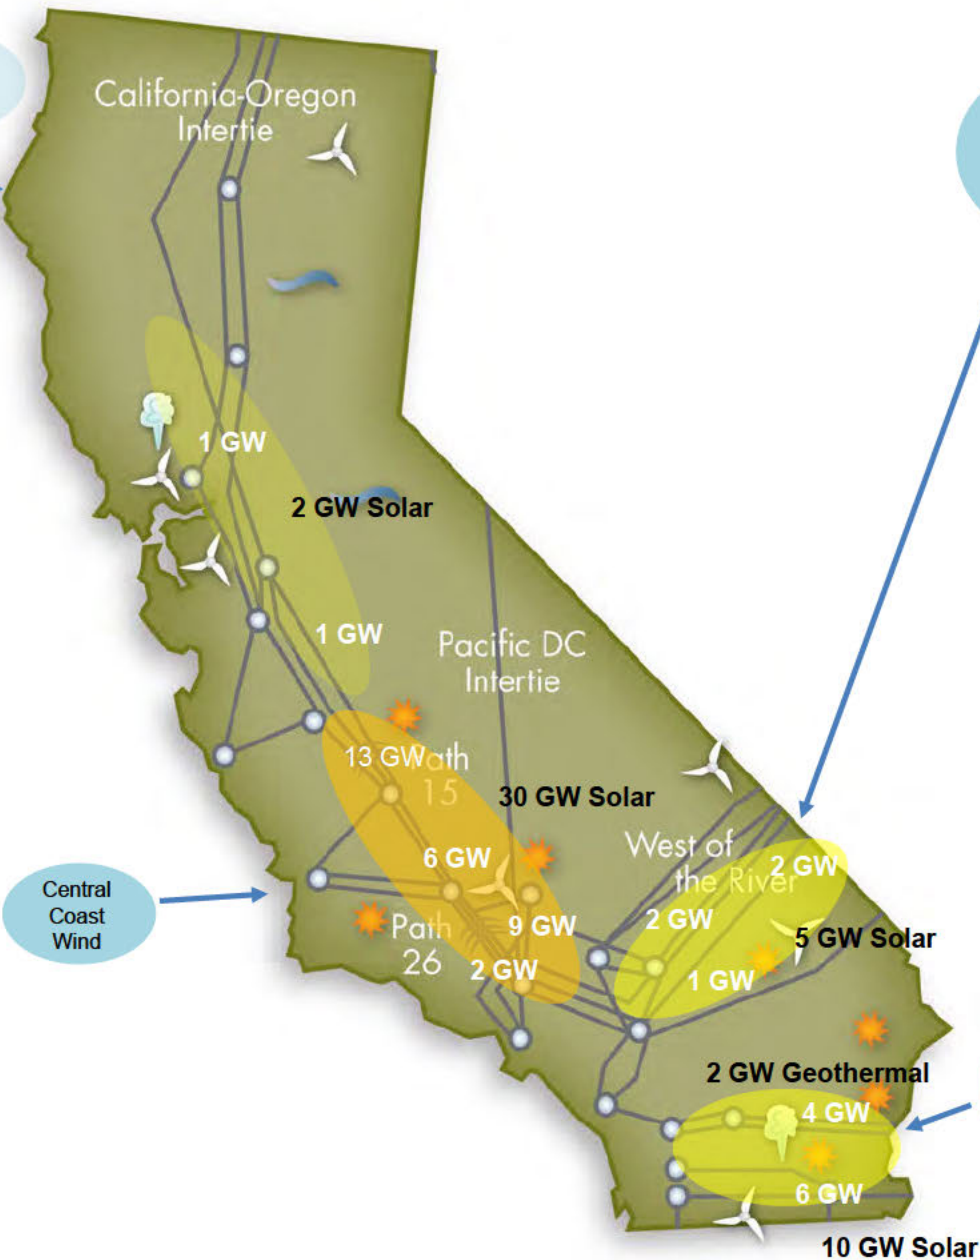 California-Oregon
Intertie
1 GW
2 GW Solar
1 GW
Pacific DC
Intertie
13 GW
Path
15
30 GW Solar
West of
the River
2 GW
6 GW
2 GW
9 GW
Path
26
5 GW Solar
2 GW
1 GW
Central
Coast
Wind
2 GW Geothermal
4 GW
6 GW
10 GW Solar